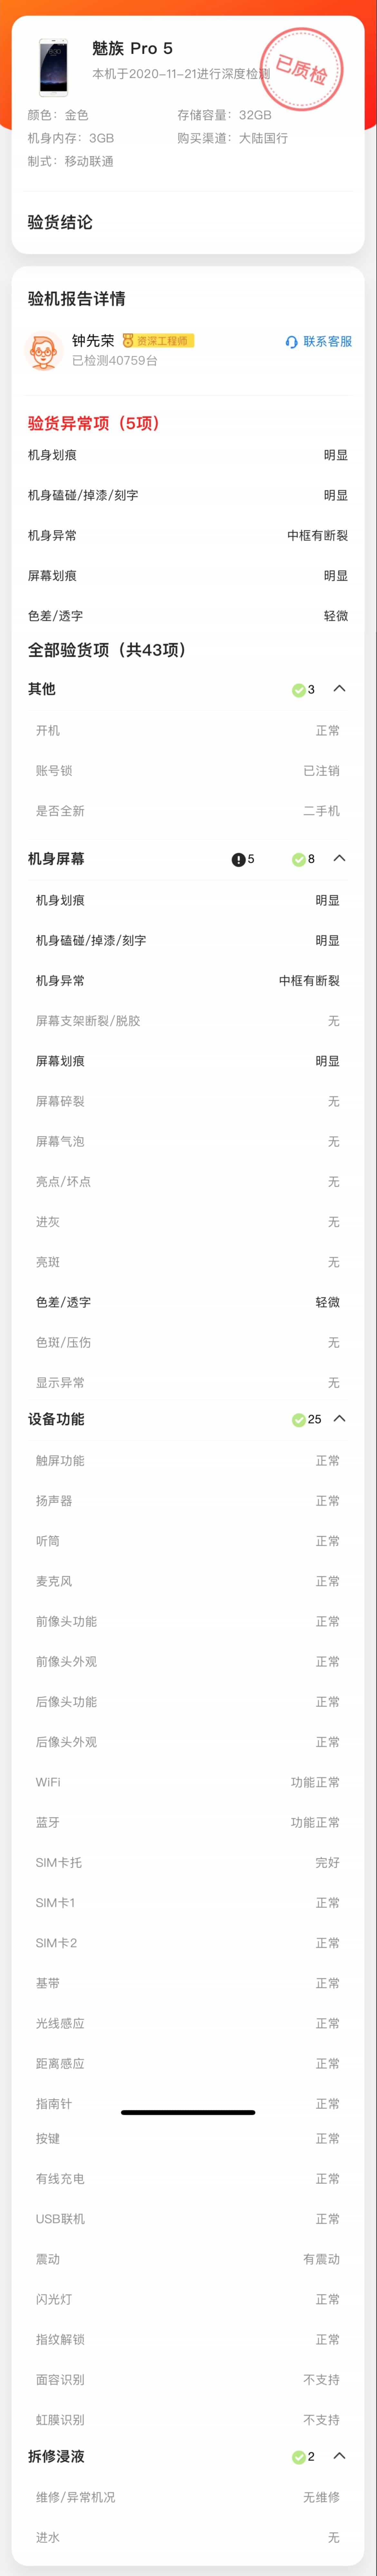 魅族 Pro 5
本机于2020-11-21进行深度检测
已质检
颜色：金色 存储容量：32GB
机身内存：3GB 购买渠道：大陆国行
制式：移动联通
验货结论
验机报告详情
钟先荣 资深工程师 联系客服
已检测40759台
验货异常项（5项）
机身划痕 明显
机身磕碰/掉漆/刻字 明显
机身异常 中框有断裂
屏幕划痕 明显
色差/透字 轻微
全部验货项（共43项）
其他 3
开机 正常
账号锁 已注销
是否全新 二手机
机身屏幕 5 8
机身划痕 明显
机身磕碰/掉漆/刻字 明显
机身异常 中框有断裂
屏幕支架断裂/脱胶 无
屏幕划痕 明显
屏幕碎裂 无
屏幕气泡 无
亮点/坏点 无
进灰 无
亮斑 无
色差/透字 轻微
色斑/压伤 无
显示异常 无
设备功能 25
触屏功能 正常
扬声器 正常
听筒 正常
麦克风 正常
前像头功能 正常
前像头外观 正常
后像头功能 正常
后像头外观 正常
WiFi 功能正常
蓝牙 功能正常
SIM卡托 完好
SIM卡1 正常
SIM卡2 正常
基带 正常
光线感应 正常
距离感应 正常
指南针 正常
按键 正常
有线充电 正常
USB联机 正常
震动 有震动
闪光灯 正常
指纹解锁 正常
面容识别 不支持
虹膜识别 不支持
拆修浸液 2
维修/异常机况 无维修
进水 无